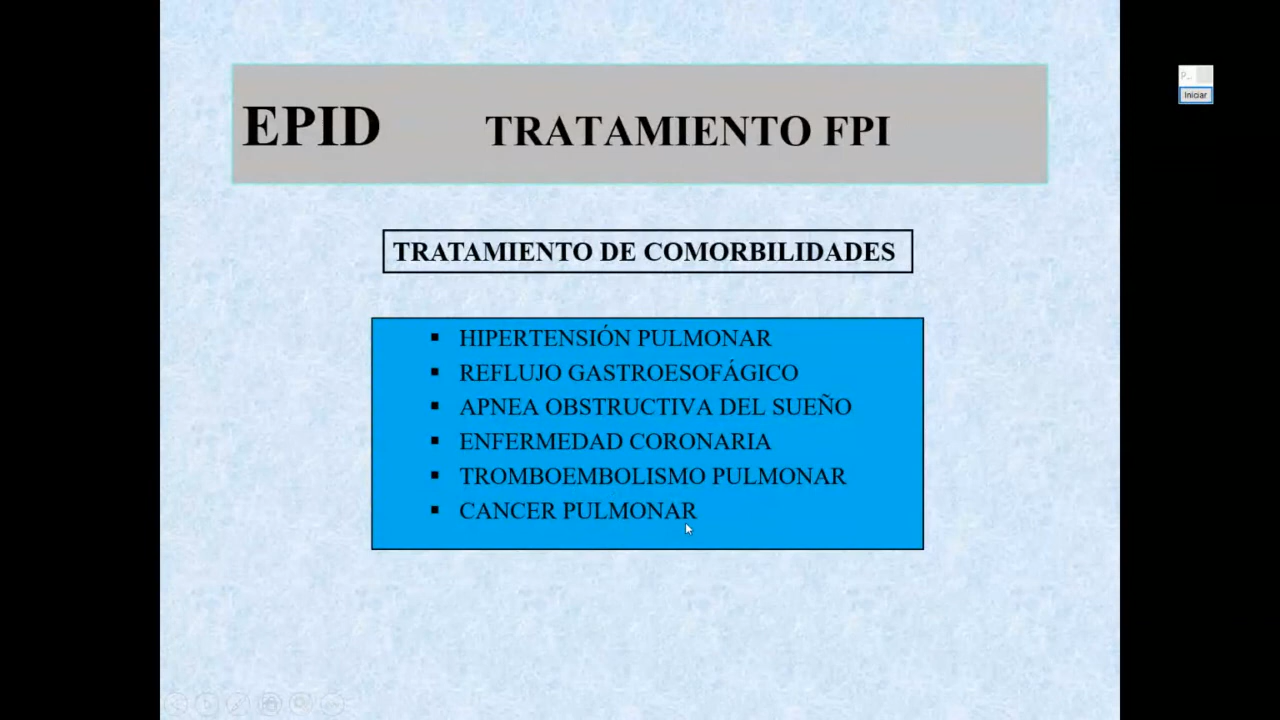 EPID TRATAMIENTO FPI
TRATAMIENTO DE COMORBILIDADES
▪ HIPERTENSIÓN PULMONAR
▪ REFLUJO GASTROESOFÁGICO
▪ APNEA OBSTRUCTIVA DEL SUEÑO
▪ ENFERMEDAD CORONARIA
▪ TROMBOEMBOLISMO PULMONAR
▪ CANCER PULMONAR
P...
Iniciar